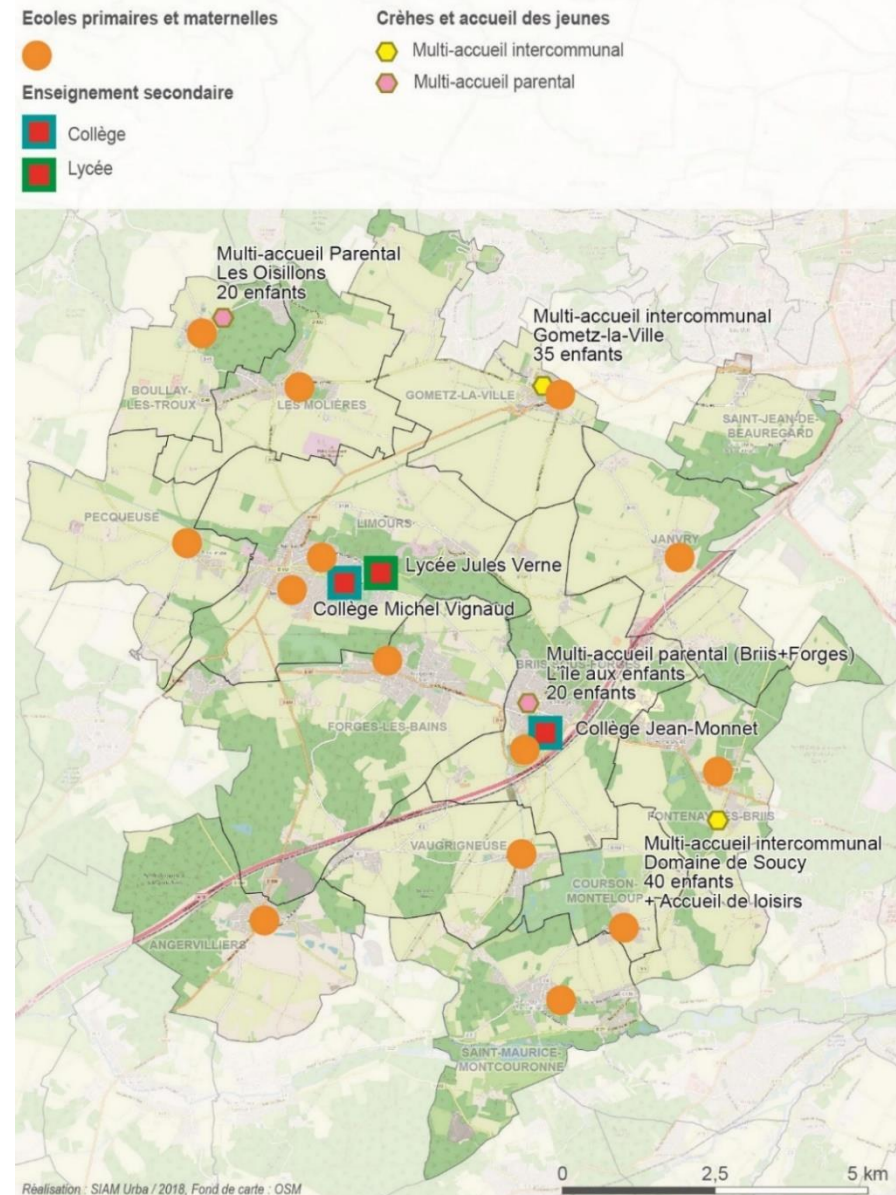 Ecoles primaires et maternelles
Enseignement secondaire
Collège
Lycée
Crèhes et accueil des jeunes
Multi-accueil intercommunal
Multi-accueil parental
Multi-accueil Parental
Les Oisillons
20 enfants
Multi-accueil intercommunal
Gometz-la-Ville
35 enfants
BOULLAY-
LES-TROUX
LES MOLIÈRES
GOMETZ-LA-VILLE
SAINT-JEAN-DE-
BEAUREGARD
PECQUEUSE
LIMOURS
JANVRY
Lycée Jules Verne
Collège Michel Vignaud
Multi-accueil parental (Briis+Forges)
BRIIS-SOUS-FORGES
L'île aux enfants
20 enfants
FORGES-LES-BAINS
Collège Jean-Monnet
FONTENAY-LES-BRIIS
VAUGRIGNEUSE
Multi-accueil intercommunal
Domaine de Soucy
40 enfants
+ Accueil de loisirs
COURSON-
MONTELOUP
ANGERVILLIERS
SAINT-MAURICE-
MONTCOURONNE
0 2,5 5 km
Réalisation : SIAM Urba / 2018, Fond de carte : OSM